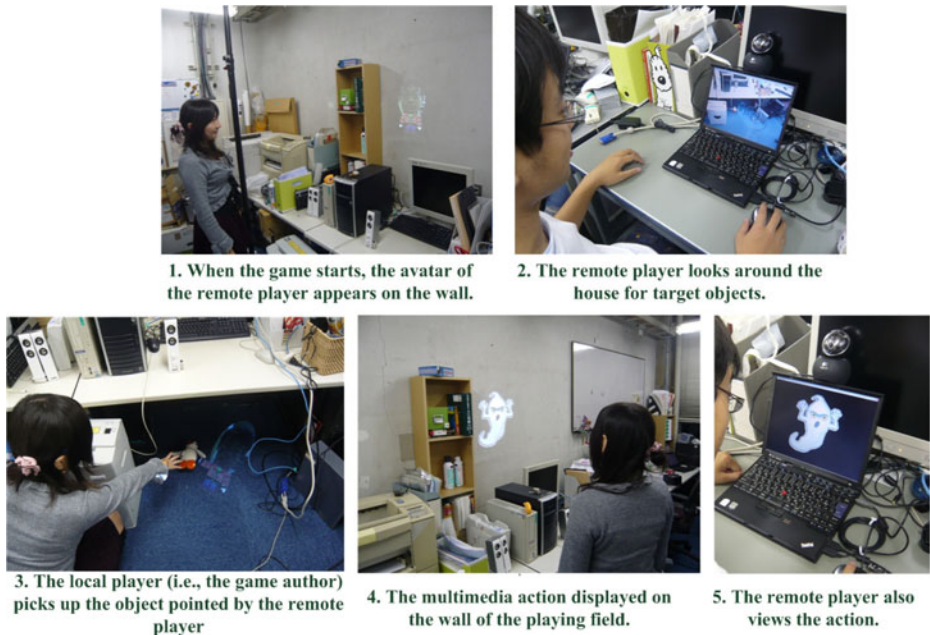 1. When the game starts, the avatar of
the remote player appears on the wall.
2. The remote player looks around the
house for target objects.
3. The local player (i.e., the game author)
picks up the object pointed by the remote
player
4. The multimedia action displayed on
the wall of the playing field.
5. The remote player also
views the action.